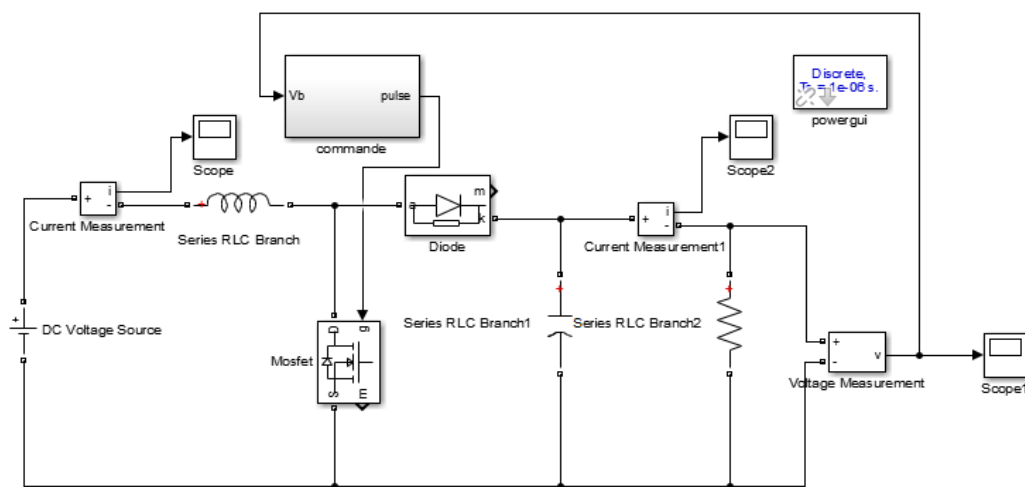 Discrete,
Ts = 1e-06 s.
powergui
Vb
pulse
commande
Scope
Scope2
i
+
-
Current Measurement
Series RLC Branch
m
a
k
Diode
i
+
-
Current Measurement1
+
DC Voltage Source
D
g
Mosfet
S
m
Series RLC Branch1
Series RLC Branch2
+
-
v
Voltage Measurement
Scope1